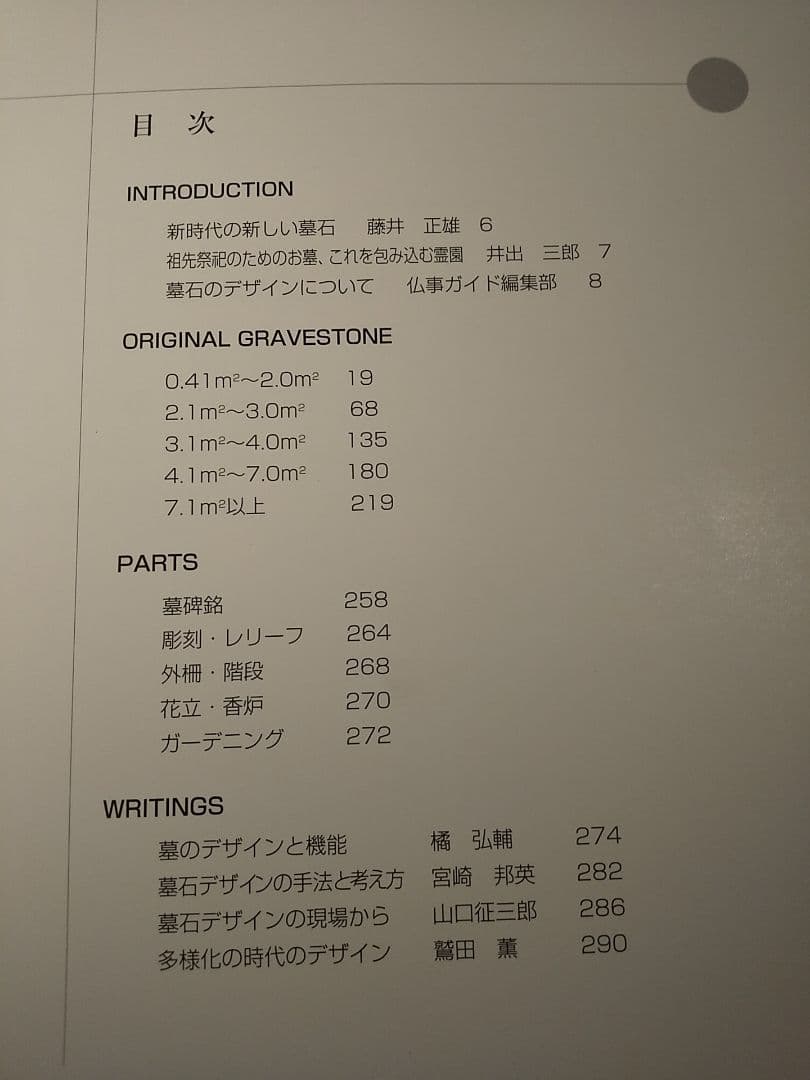 目 次
INTRODUCTION
新時代の新しい墓石 藤井 正雄 6
祖先祭祀のためのお墓、これを包み込む霊園 井出 三郎 7
墓石のデザインについて 仏事ガイド編集部 8
ORIGINAL GRAVESTONE
0.41m²〜2.0m² 19
2.1m²〜3.0m² 68
3.1m²〜4.0m² 135
4.1m²〜7.0m² 180
7.1m²以上 219
PARTS
墓碑銘 258
彫刻・レリーフ 264
外柵・階段 268
花立・香炉 270
ガーデニング 272
WRITINGS
墓のデザインと機能 橘 弘輔 274
墓石デザインの手法と考え方 宮崎 邦英 282
墓石デザインの現場から 山口征三郎 286
多様化の時代のデザイン 鷲田 薫 290